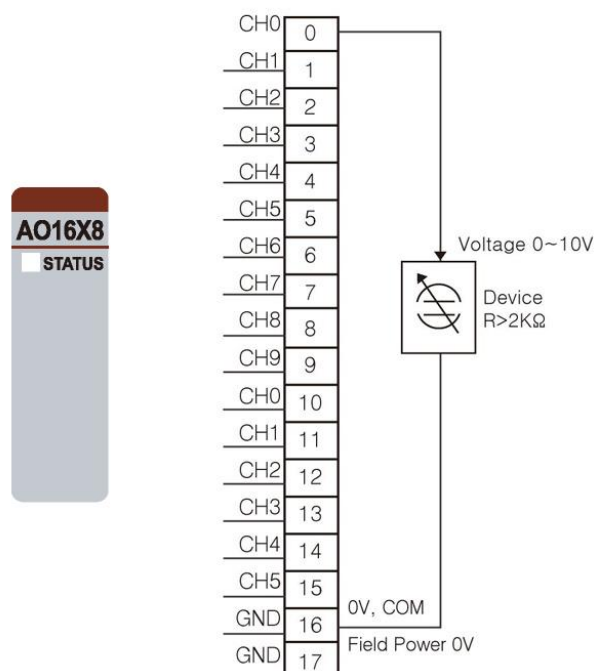 AO16X8
STATUS
CH0 0
CH1 1
CH2 2
CH3 3
CH4 4
CH5 5
CH6 6
CH7 7
CH8 8
CH9 9
CH0 10
CH1 11
CH2 12
CH3 13
CH4 14
CH5 15
GND 16
GND 17
Voltage 0~10V
Device
R>2KΩ
0V, COM
Field Power 0V